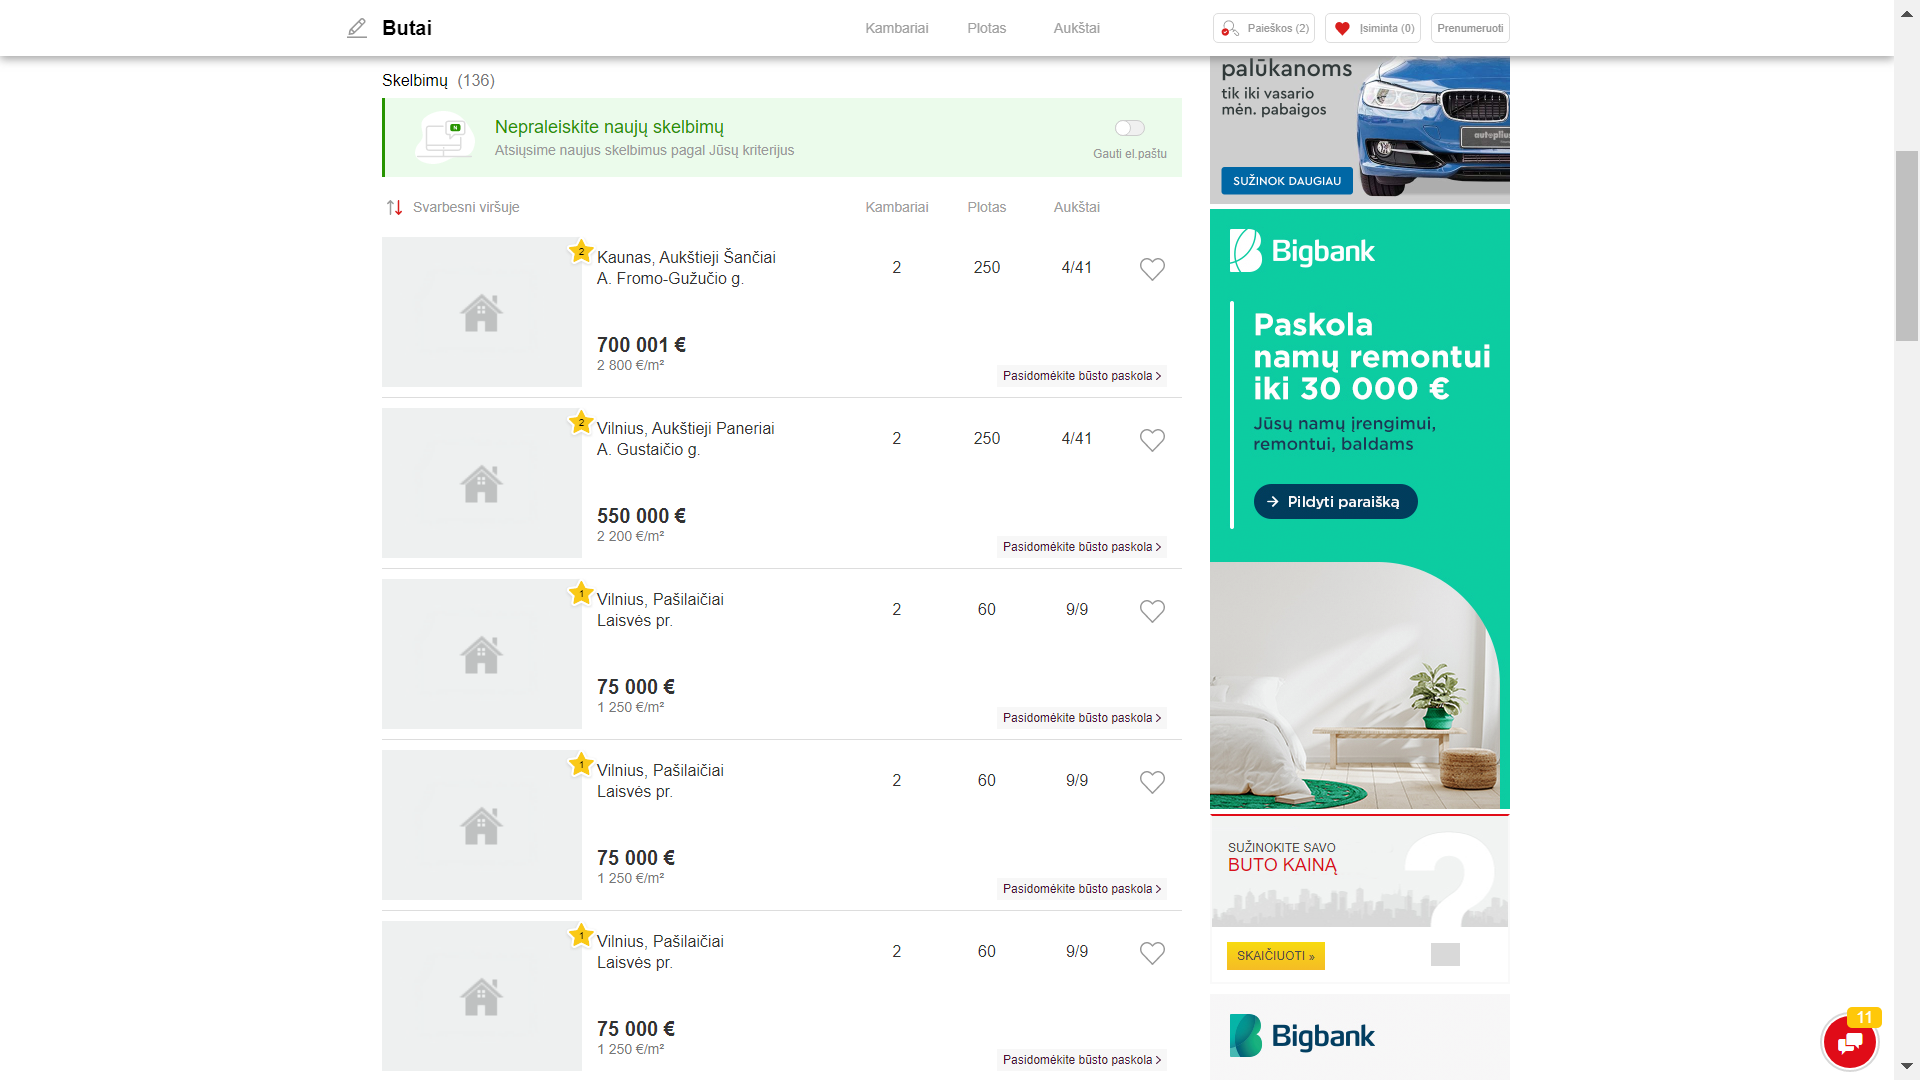 Butai
Kambariai
Plotas
Aukštai
Paieškos (2)
Įsiminta (0)
Prenumeruoti
Skelbimų (136)
Nepraleiskite naujų skelbimų
Atsiųsime naujus skelbimus pagal Jūsų kriterijus
Gauti el.paštu
Svarbesni viršuje
Kambariai
Plotas
Aukštai
2
Kaunas, Aukštieji Šančiai
A. Fromo-Gužučio g.
2
250
4/41
700 001 €
2 800 €/m²
Pasidomėkite būsto paskola >
2
Vilnius, Aukštieji Paneriai
A. Gustaičio g.
2
250
4/41
550 000 €
2 200 €/m²
Pasidomėkite būsto paskola >
1
Vilnius, Pašilaičiai
Laisvės pr.
2
60
9/9
75 000 €
1 250 €/m²
Pasidomėkite būsto paskola >
1
Vilnius, Pašilaičiai
Laisvės pr.
2
60
9/9
75 000 €
1 250 €/m²
Pasidomėkite būsto paskola >
1
Vilnius, Pašilaičiai
Laisvės pr.
2
60
9/9
75 000 €
1 250 €/m²
Pasidomėkite būsto paskola >
palūkanoms
tik iki vasario
mėn. pabaigos
SUŽINOK DAUGIAU
Bigbank
Paskola
namų remontui
iki 30 000 €
Jūsų namų įrengimui,
remontui, baldams
→ Pildyti paraišką
SUŽINOKITE SAVO
BUTO KAINĄ
?
SKAIČIUOTI »
Bigbank
11